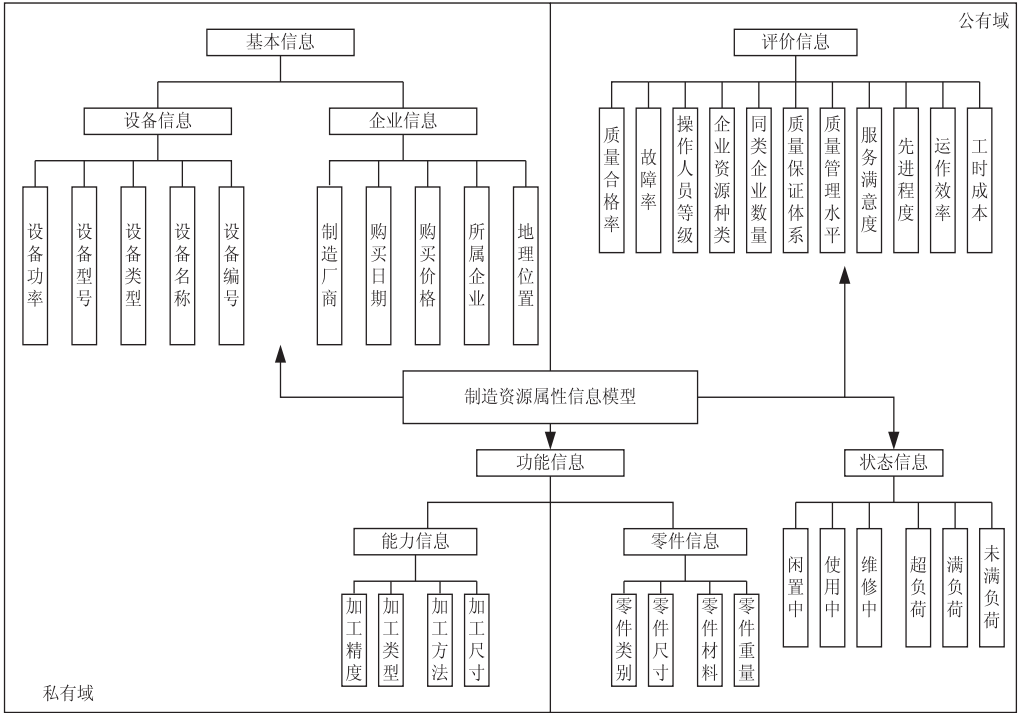 公有域
基本信息
评价信息
设备信息
企业信息
质量合格率
故障率
操作人员等级
企业资源种类
同类企业数量
质量保证体系
质量管理水平
服务满意度
先进程度
运作效率
工时成本
设备功率
设备型号
设备类型
设备名称
设备编号
制造厂商
购买日期
购买价格
所属企业
地理位置
制造资源属性信息模型
功能信息
状态信息
能力信息
零件信息
闲置中
使用中
维修中
超负荷
满负荷
未满负荷
加工精度
加工类型
加工方法
加工尺寸
零件类别
零件尺寸
零件材料
零件重量
私有域